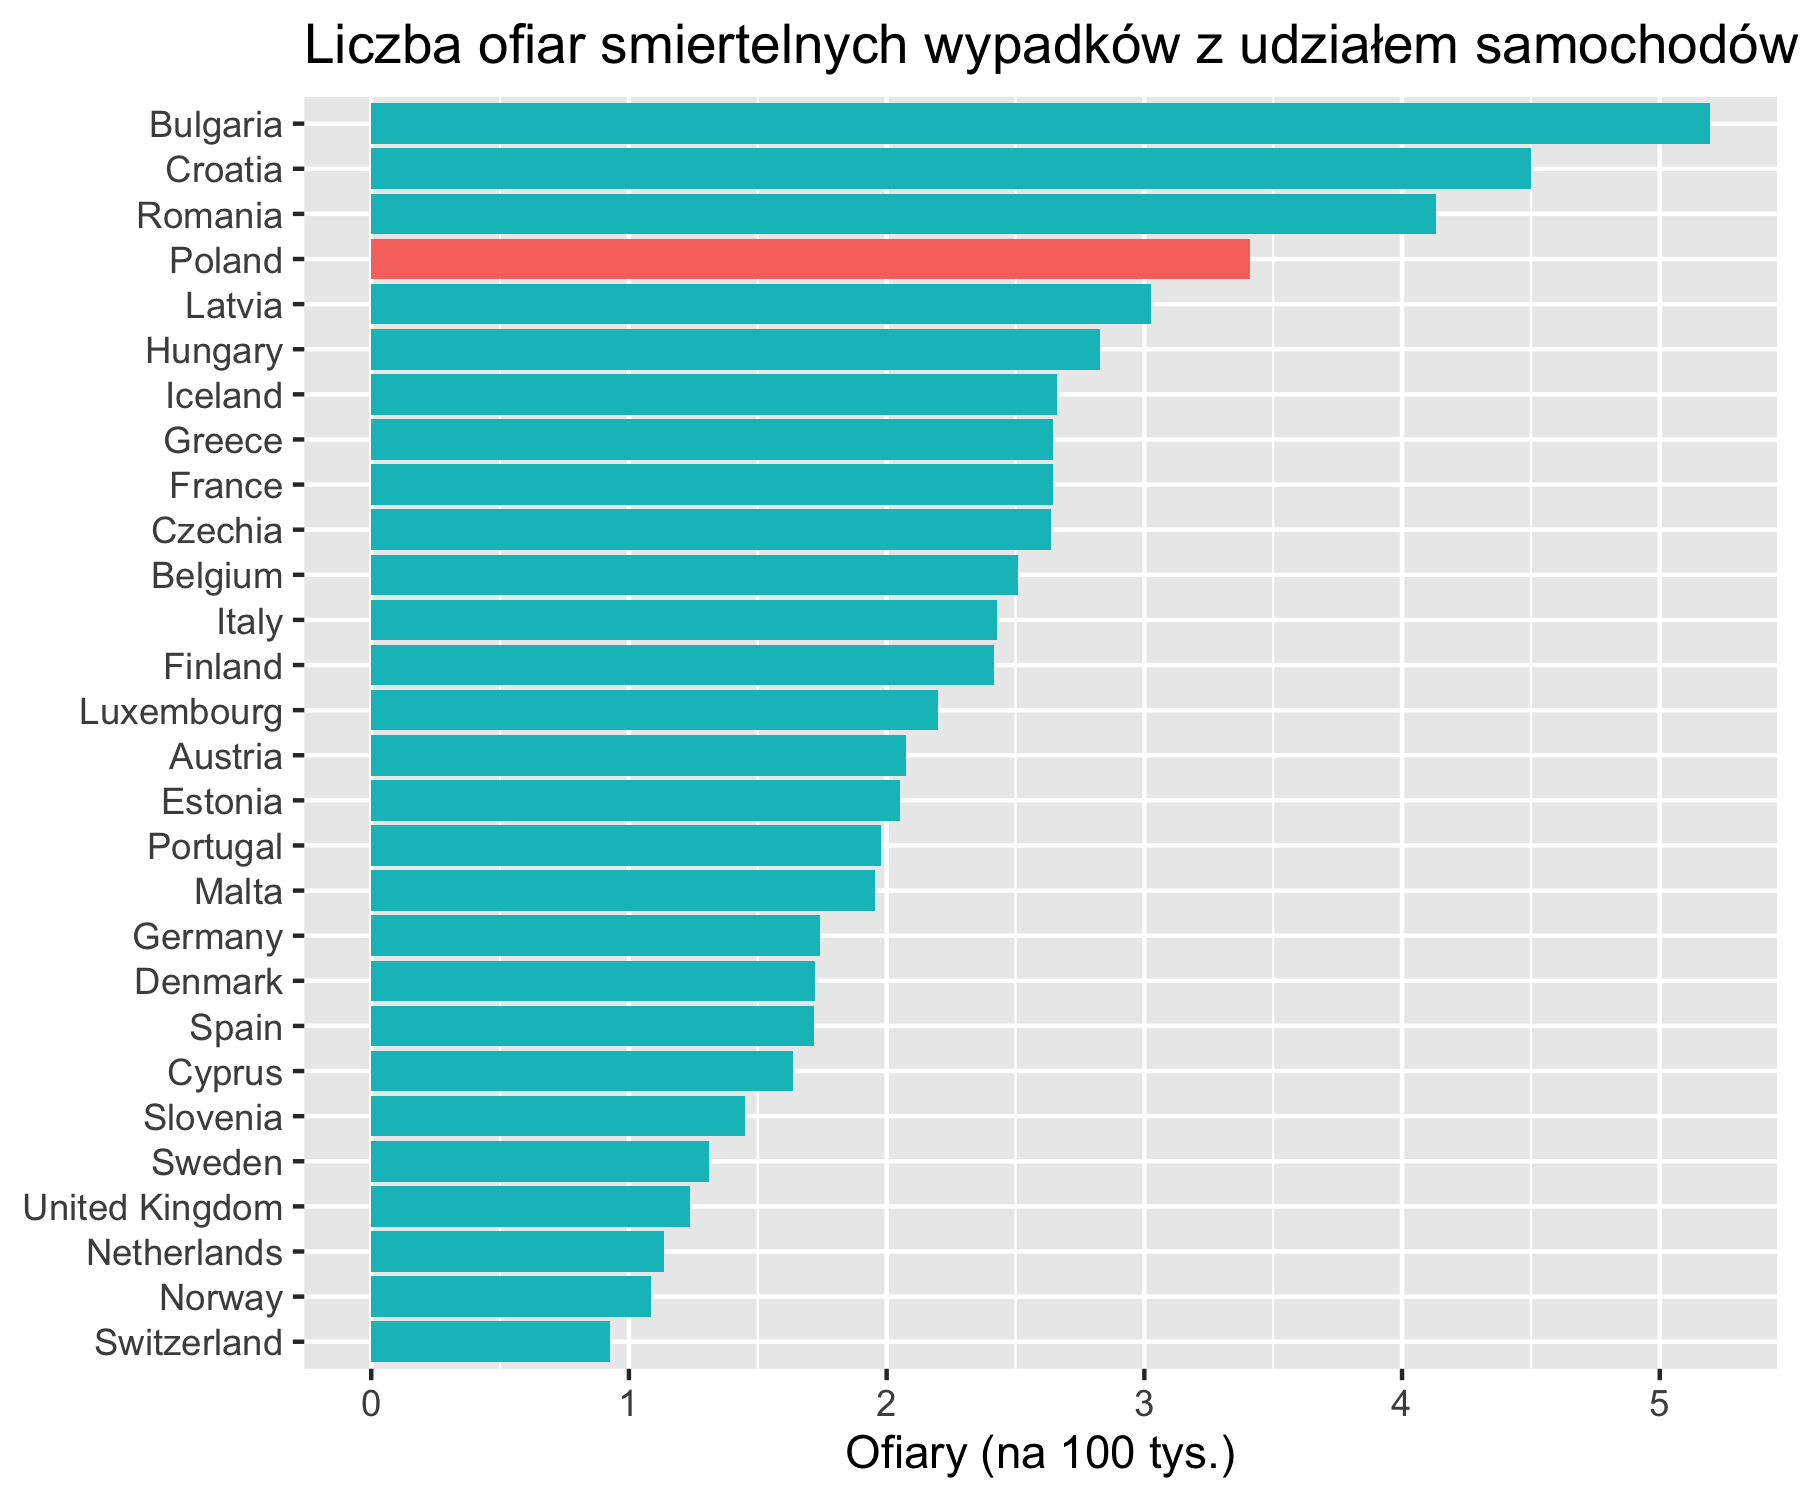 Liczba ofiar smiertelnych wypadków z udziałem samochodów
Bulgaria
Croatia
Romania
Poland
Latvia
Hungary
Iceland
Greece
France
Czechia
Belgium
Italy
Finland
Luxembourg
Austria
Estonia
Portugal
Malta
Germany
Denmark
Spain
Cyprus
Slovenia
Sweden
United Kingdom
Netherlands
Norway
Switzerland
0 1 2 3 4 5
Ofiary (na 100 tys.)